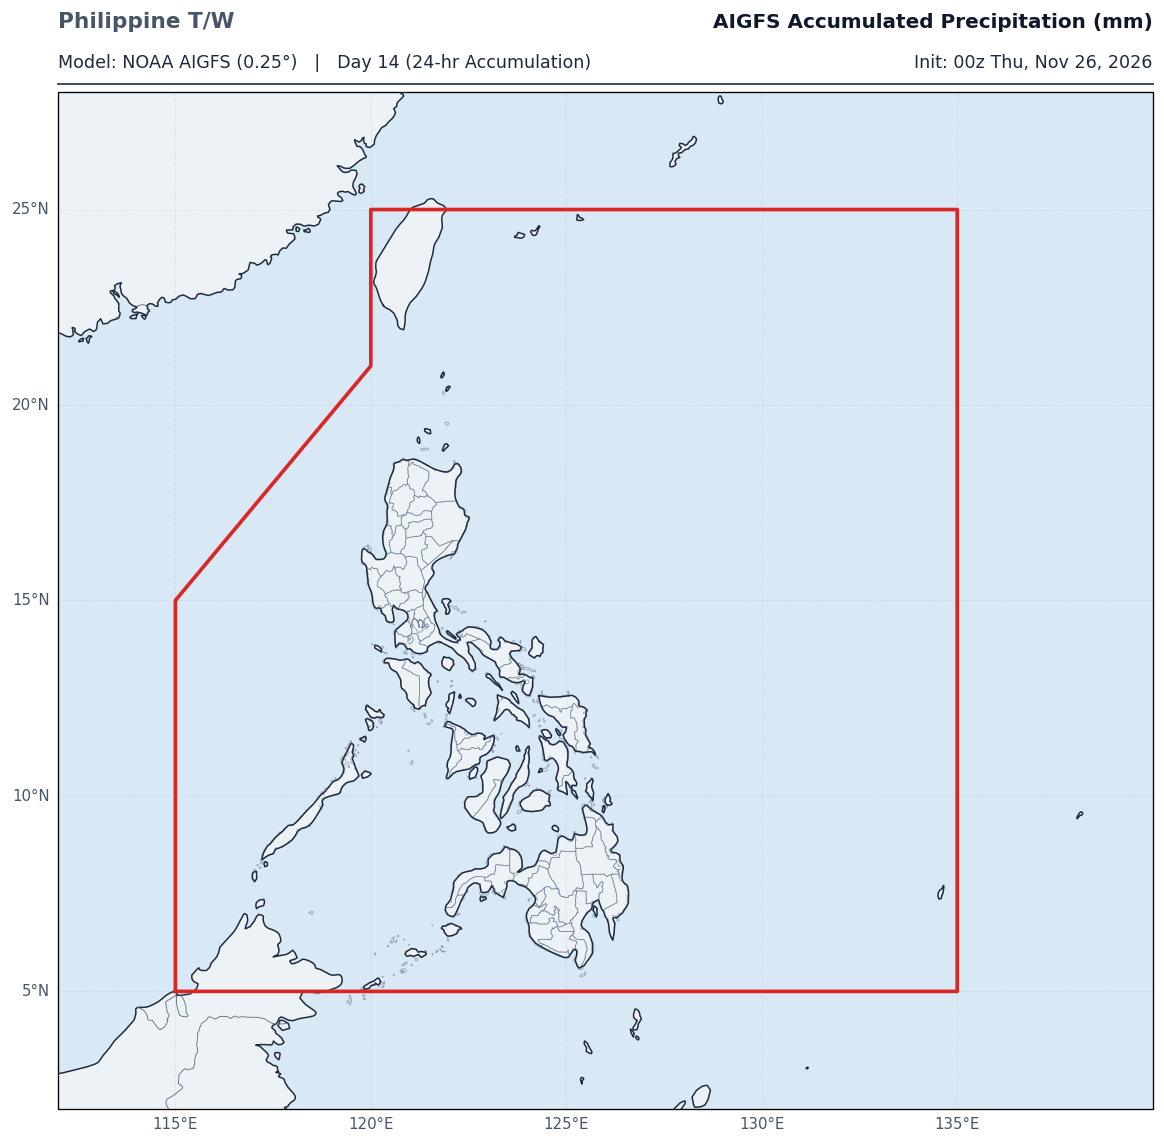 Philippine T/W
AIGFS Accumulated Precipitation (mm)
Model: NOAA AIGFS (0.25°) | Day 14 (24-hr Accumulation)
Init: 00z Thu, Nov 26, 2026
25°N
20°N
15°N
10°N
5°N
115°E
120°E
125°E
130°E
135°E